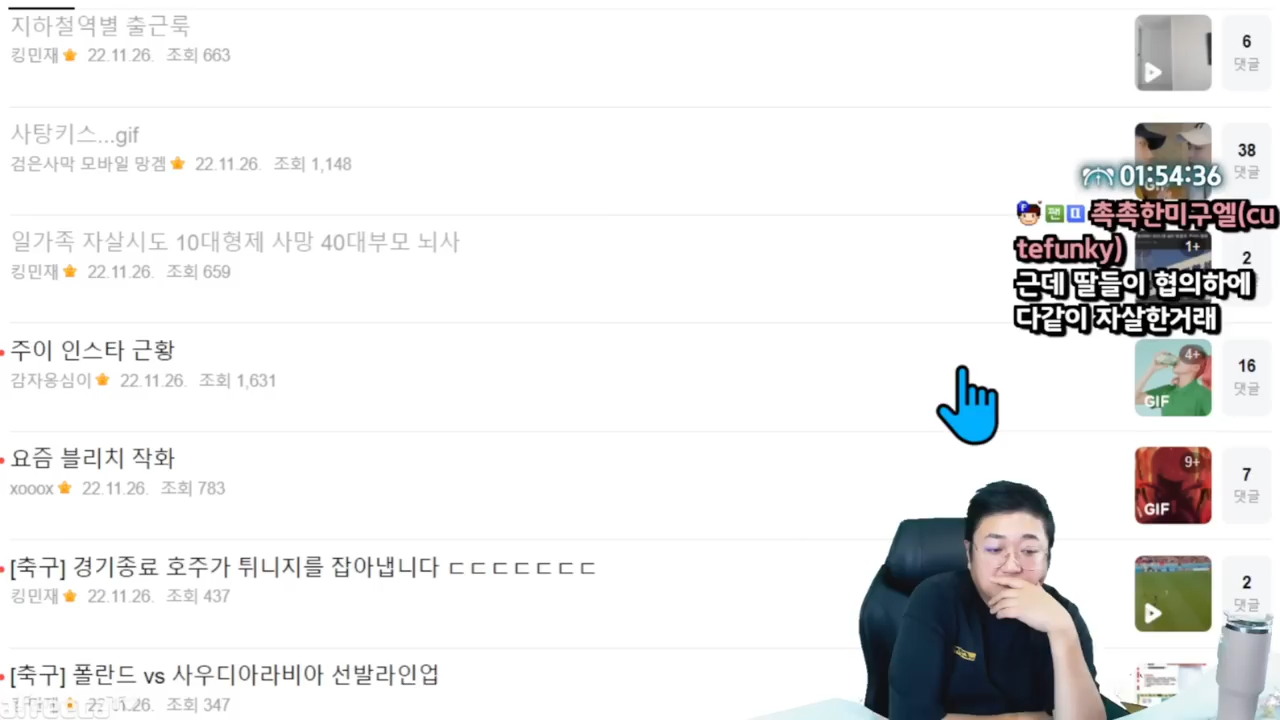 지하철역별 출근룩
킹민재 22.11.26. 조회 663
6
댓글
사탕키스...gif
검은사막 모바일 망겜 22.11.26. 조회 1,148
38
댓글
01:54:36
촉촉한미구엘(cu
tefunky)
근데 딸들이 협의하에
다같이 자살한거래
일가족 자살시도 10대형제 사망 40대부모 뇌사
킹민재 22.11.26. 조회 659
1+
2
주이 인스타 근황
감자옹심이 22.11.26. 조회 1,631
4+
GIF
16
댓글
요즘 블리치 작화
xooox 22.11.26. 조회 783
9+
GIF
7
댓글
[축구] 경기종료 호주가 튀니지를 잡아냅니다 ㄷㄷㄷㄷㄷㄷㄷ
킹민재 22.11.26. 조회 437
2
댓글
[축구] 폴란드 vs 사우디아라비아 선발라인업
22.11.26. 조회 347